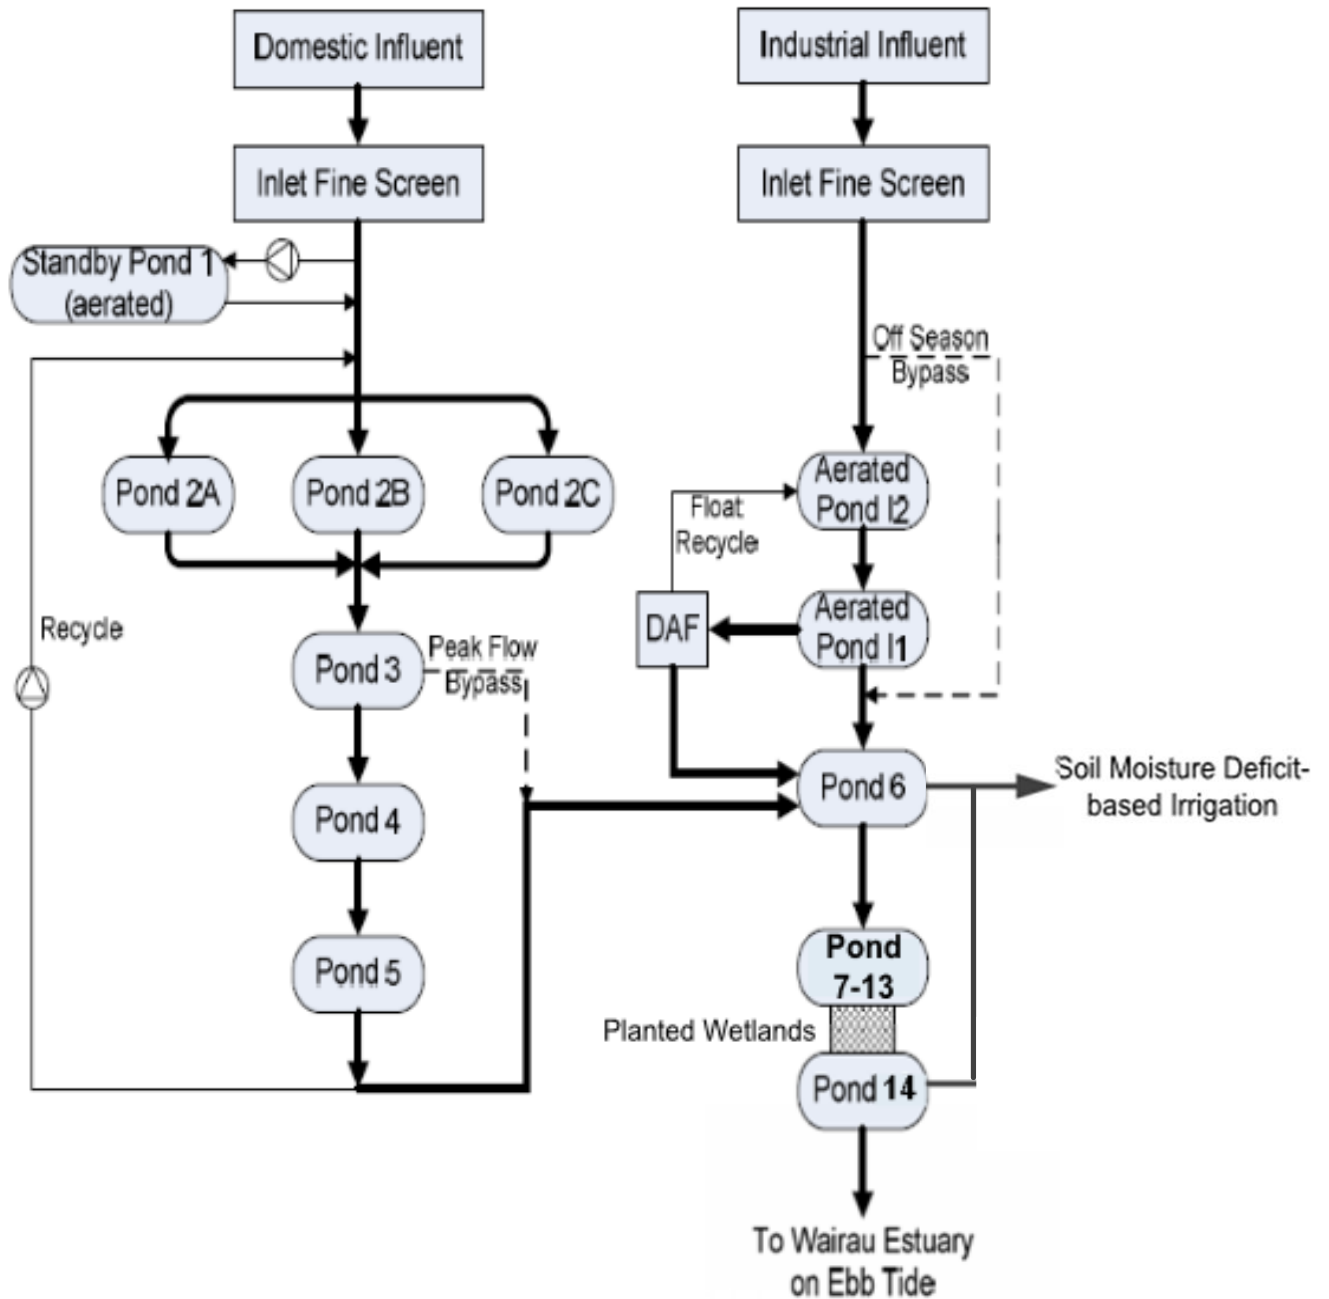 Domestic Influent
Industrial Influent
Inlet Fine Screen
Inlet Fine Screen
Standby Pond 1
(aerated)
Off Season
Bypass
Pond 2A
Pond 2B
Pond 2C
Aerated
Pond I2
Float
Recycle
Recycle
Pond 3
Peak Flow
Bypass
DAF
Aerated
Pond I1
Pond 4
Pond 6
Soil Moisture Deficit-
based Irrigation
Pond 5
Pond
7-13
Planted Wetlands
Pond 14
To Wairau Estuary
on Ebb Tide